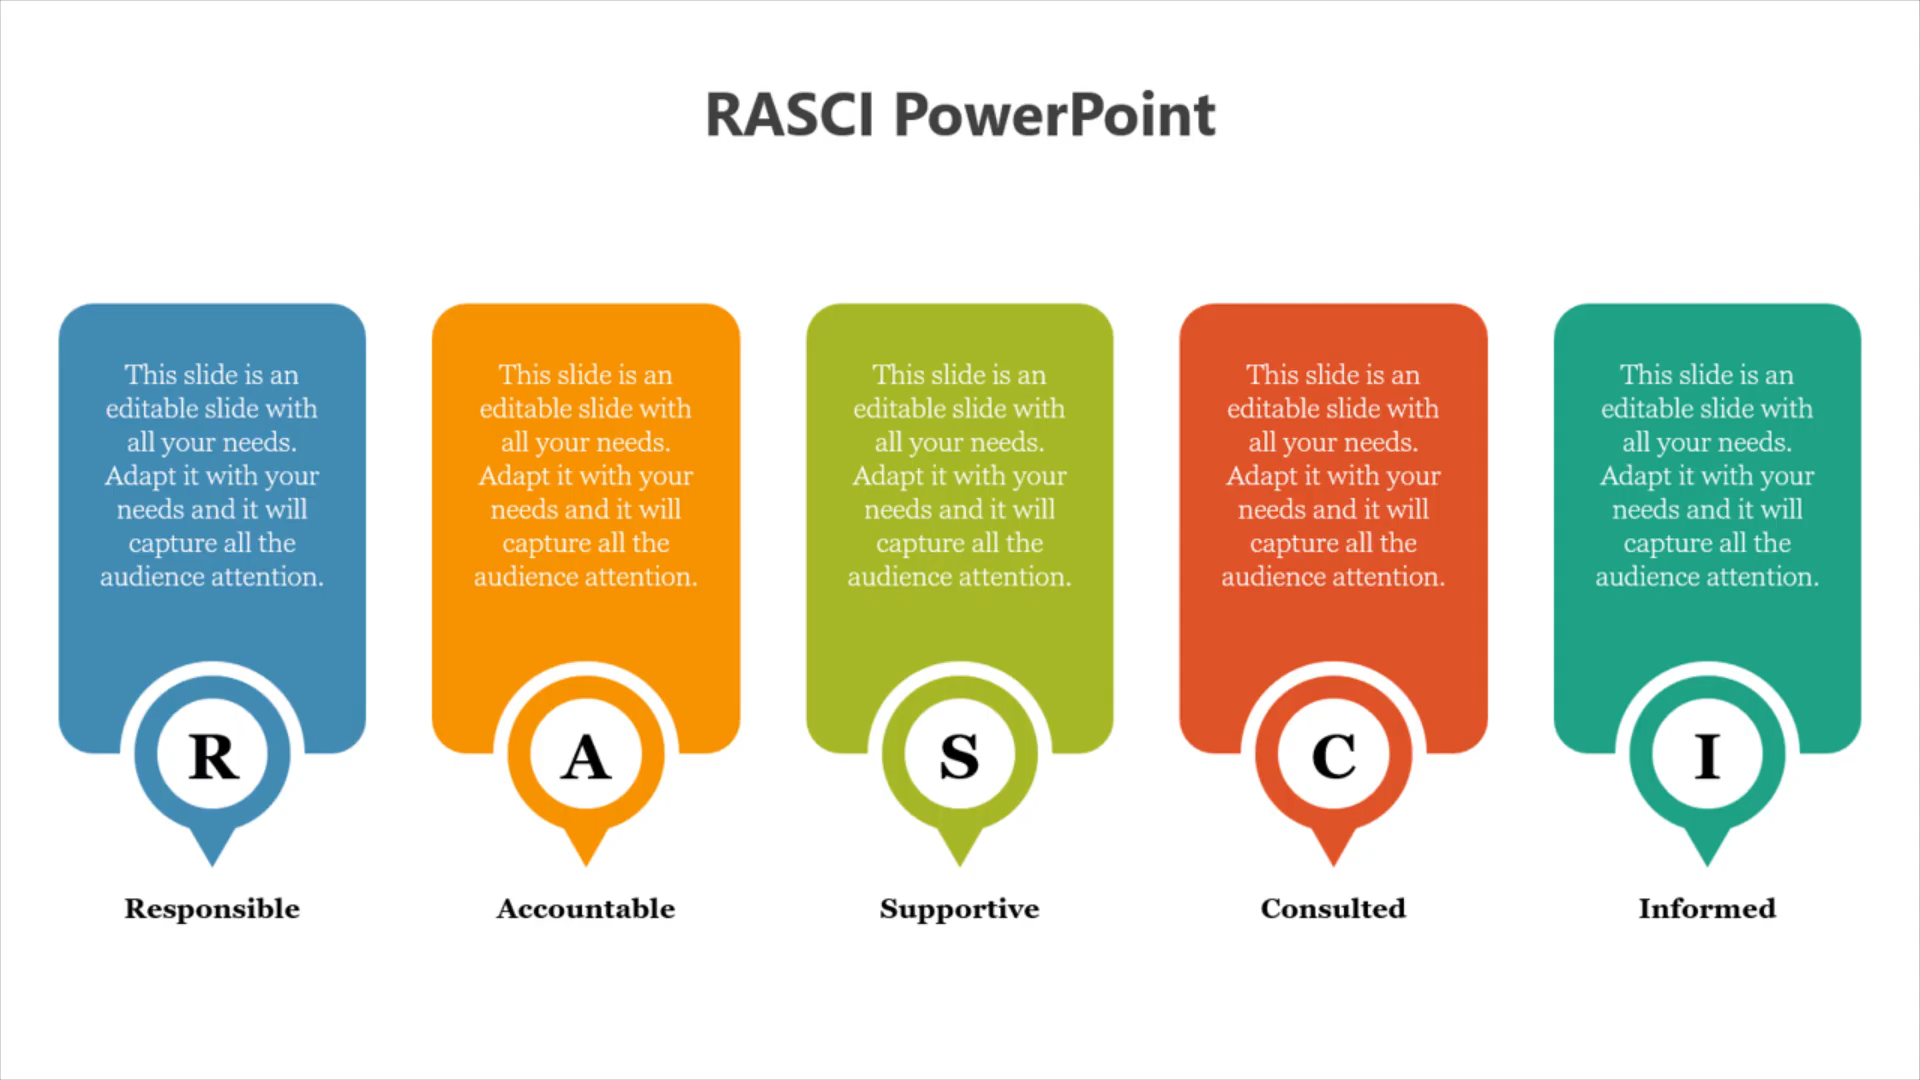 RASCI PowerPoint
This slide is an
editable slide with
all your needs.
Adapt it with your
needs and it will
capture all the
audience attention.
R
Responsible
This slide is an
editable slide with
all your needs.
Adapt it with your
needs and it will
capture all the
audience attention.
A
Accountable
This slide is an
editable slide with
all your needs.
Adapt it with your
needs and it will
capture all the
audience attention.
S
Supportive
This slide is an
editable slide with
all your needs.
Adapt it with your
needs and it will
capture all the
audience attention.
C
Consulted
This slide is an
editable slide with
all your needs.
Adapt it with your
needs and it will
capture all the
audience attention.
I
Informed